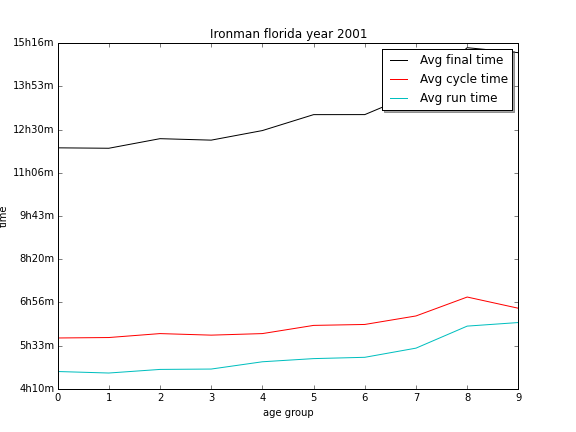 Ironman florida year 2001
15h16m
13h53m
12h30m
11h06m
9h43m
8h20m
6h56m
5h33m
4h10m
time
Avg final time
Avg cycle time
Avg run time
0 1 2 3 4 5 6 7 8 9
age group